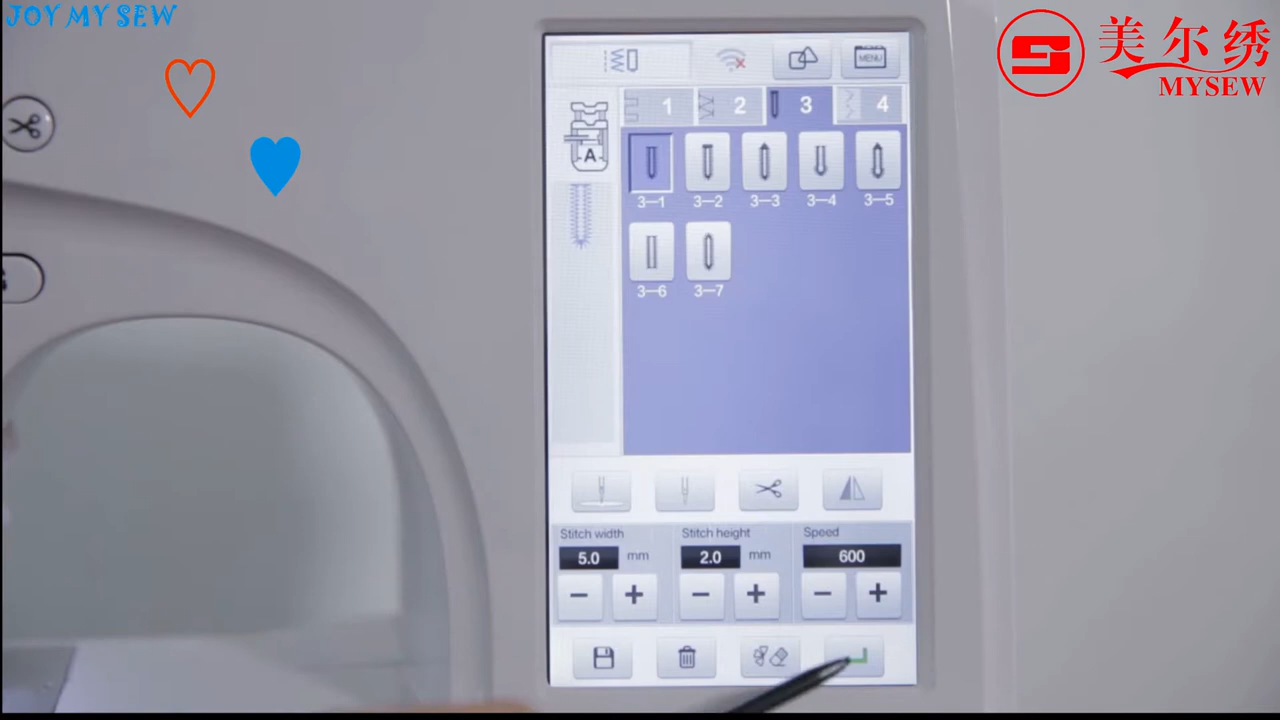 JOY MY SEW
美尔绣
MYSEW
MENU
1 2 3 4
A
3—1 3—2 3—3 3—4 3—5
3—6 3—7
Stitch width Stitch height Speed
5.0 mm 2.0 mm 600
− + − + − +